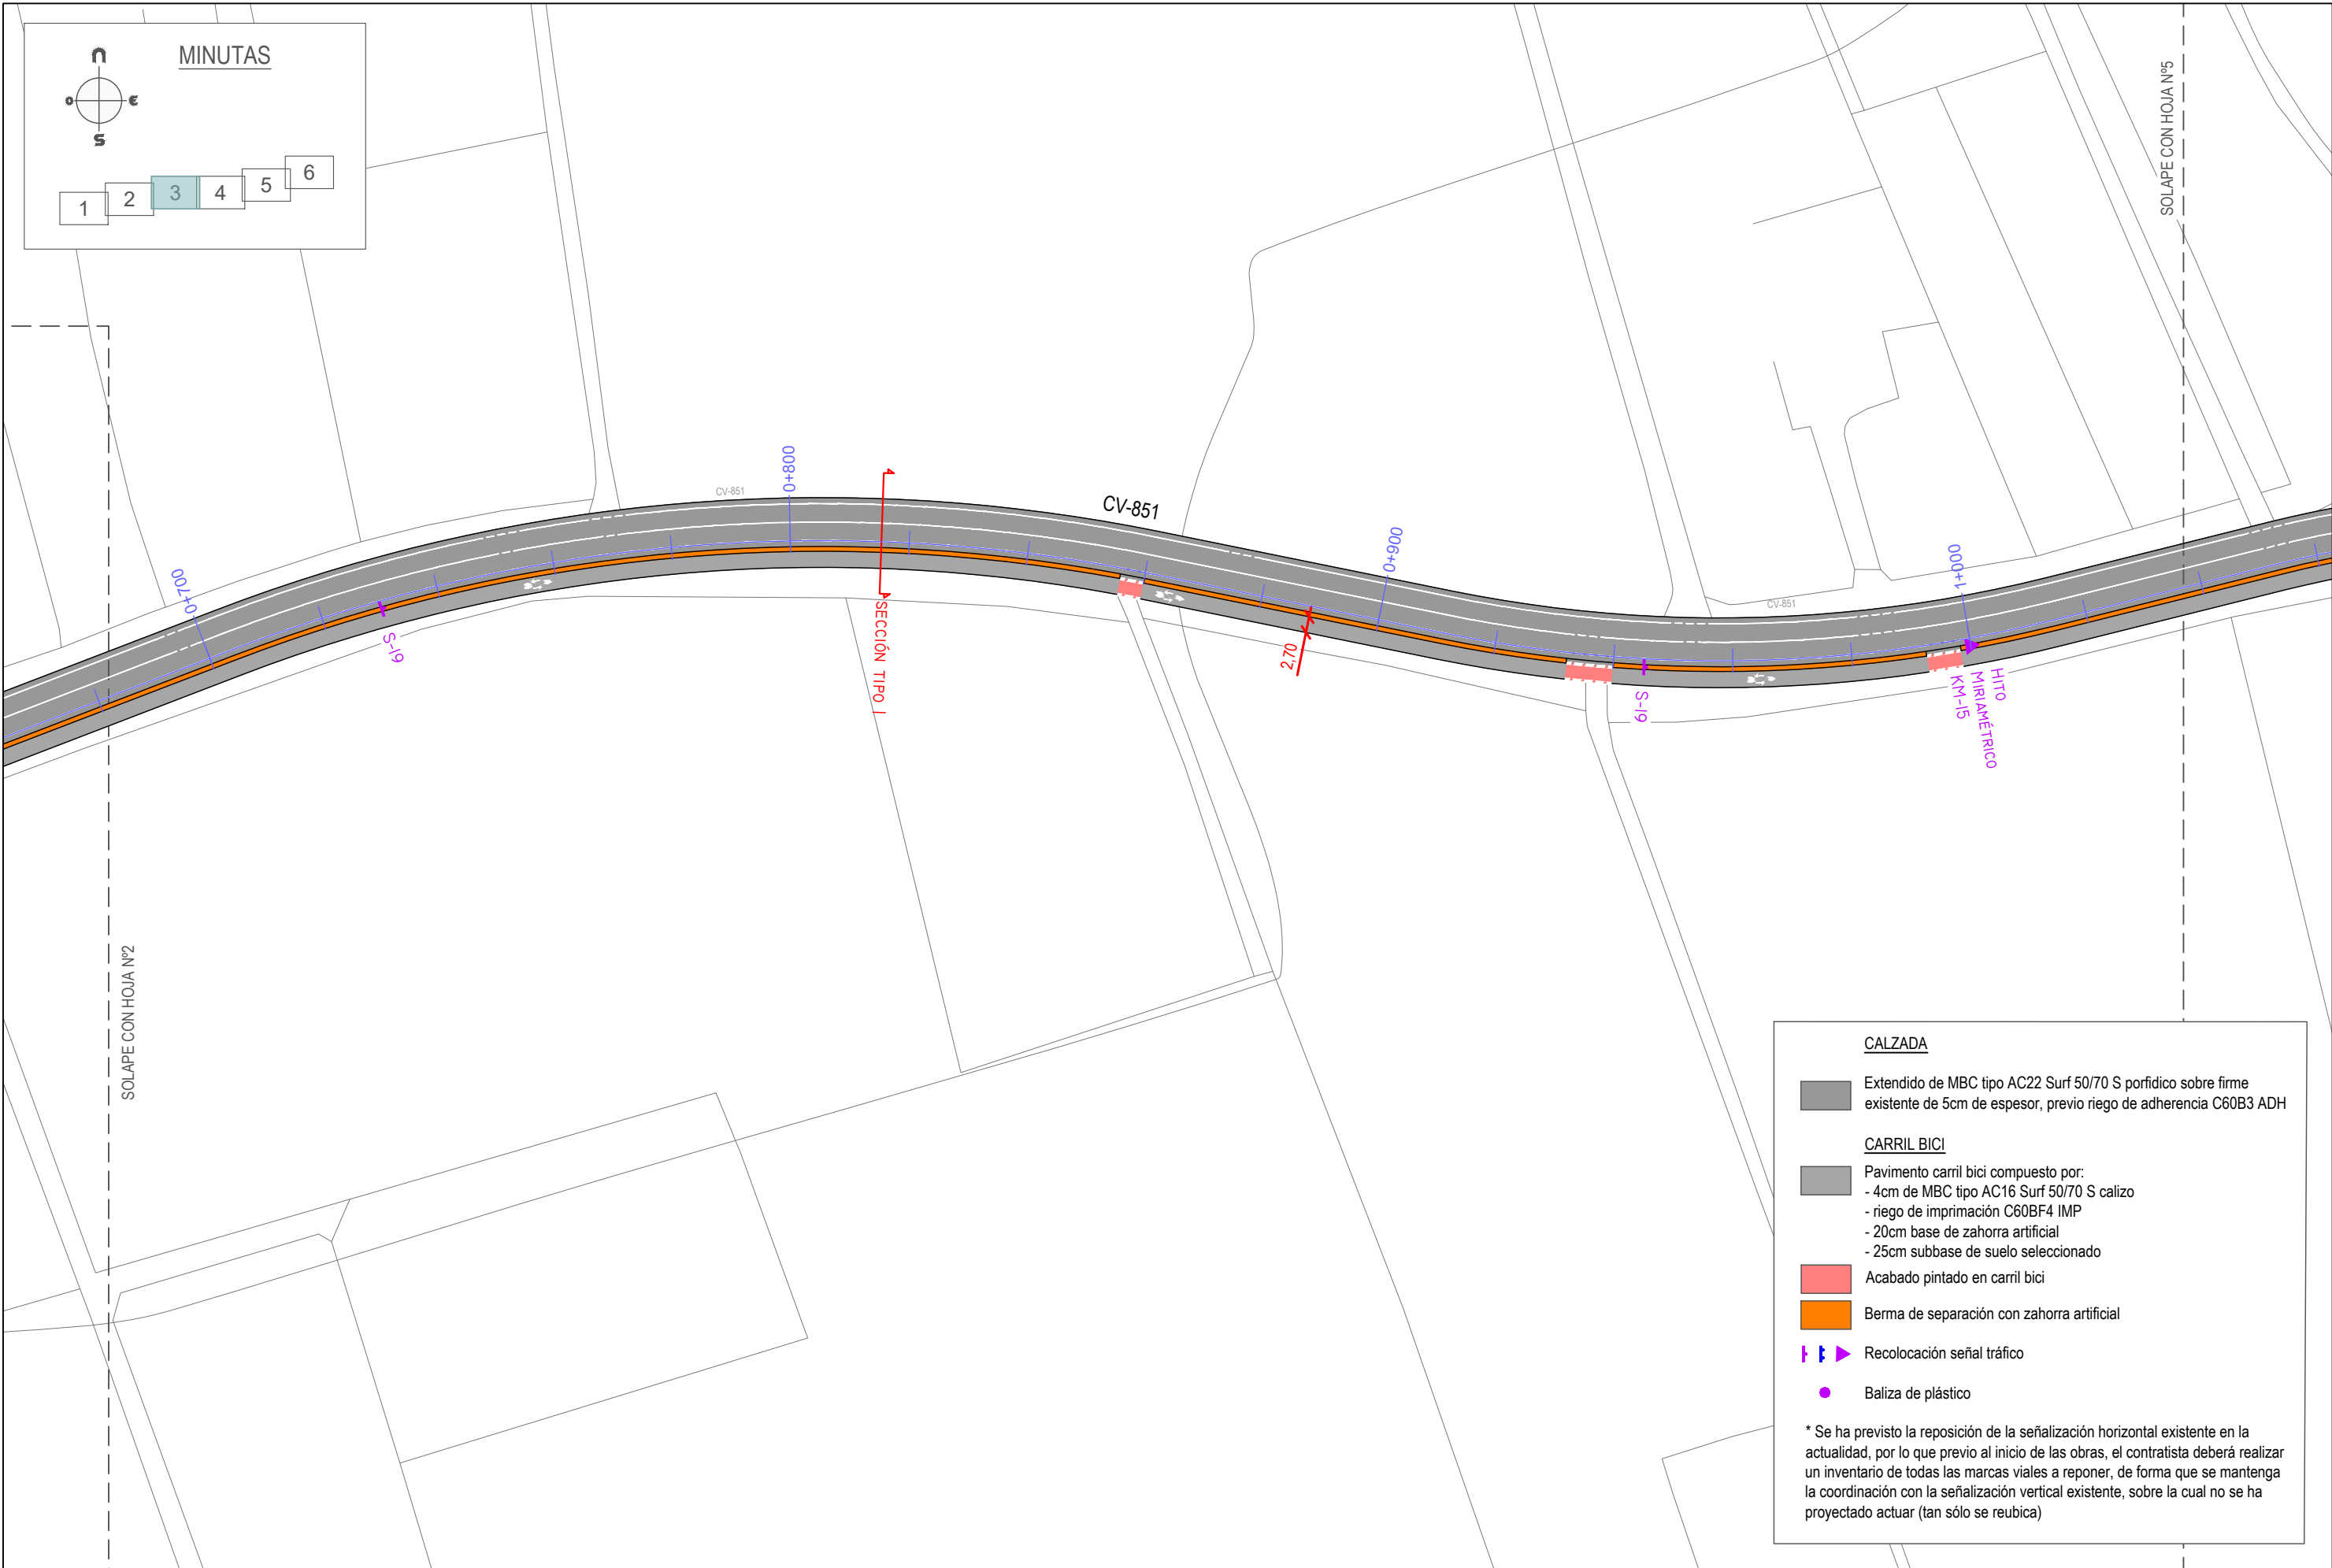 MINUTAS
n
o
e
s
1
2
3
4
5
6
SOLAPE CON HOJA Nº5
SOLAPE CON HOJA Nº2
0+700
S-19
CV-851
0+800
SECCIÓN TIPO 1
CV-851
2,70
0+900
S-19
CV-851
1+000
HITO
MIRIAMÉTRICO
KM-15
CALZADA
Extendido de MBC tipo AC22 Surf 50/70 S porfidico sobre firme
existente de 5cm de espesor, previo riego de adherencia C60B3 ADH
CARRIL BICI
Pavimento carril bici compuesto por:
- 4cm de MBC tipo AC16 Surf 50/70 S calizo
- riego de imprimación C60BF4 IMP
- 20cm base de zahorra artificial
- 25cm subbase de suelo seleccionado
Acabado pintado en carril bici
Berma de separación con zahorra artificial
Recolocación señal tráfico
Baliza de plástico
* Se ha previsto la reposición de la señalización horizontal existente en la
actualidad, por lo que previo al inicio de las obras, el contratista deberá realizar
un inventario de todas las marcas viales a reponer, de forma que se mantenga
la coordinación con la señalización vertical existente, sobre la cual no se ha
proyectado actuar (tan sólo se reubica)